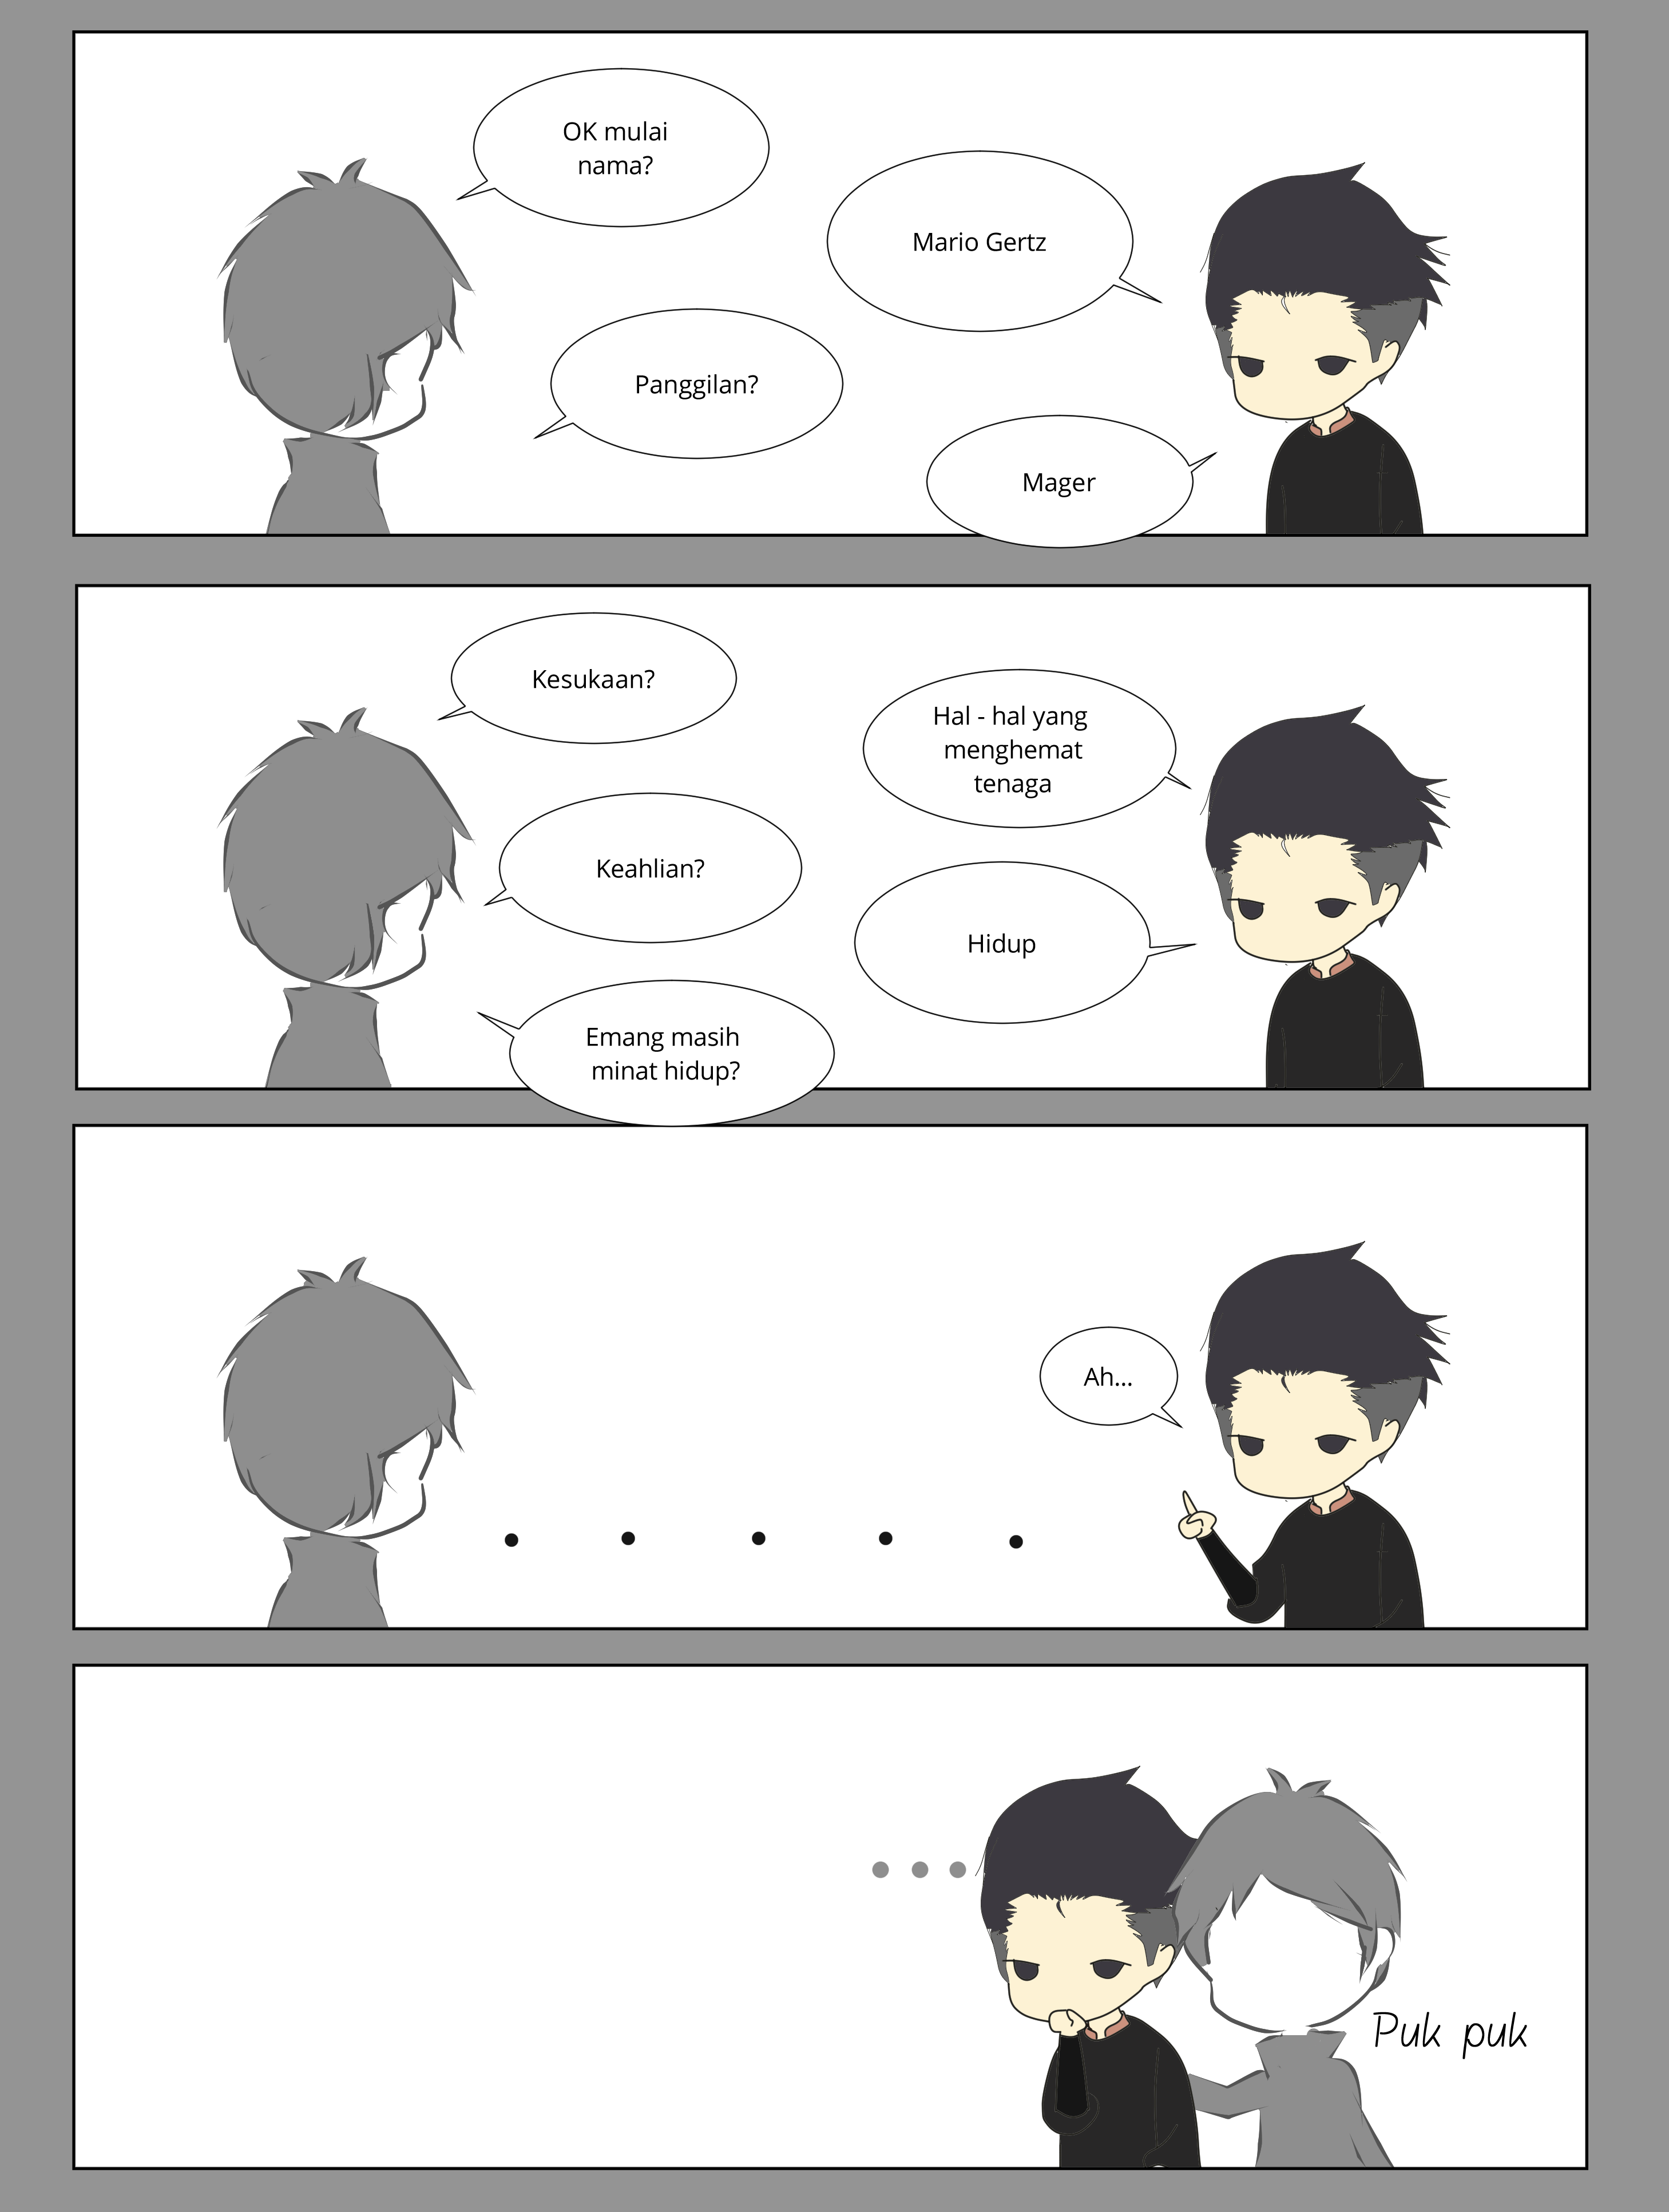 OK mulai
nama?
Mario Gertz
Panggilan?
Mager
Kesukaan?
Hal - hal yang
menghemat
tenaga
Keahlian?
Hidup
Emang masih
minat hidup?
Ah...
Puk puk